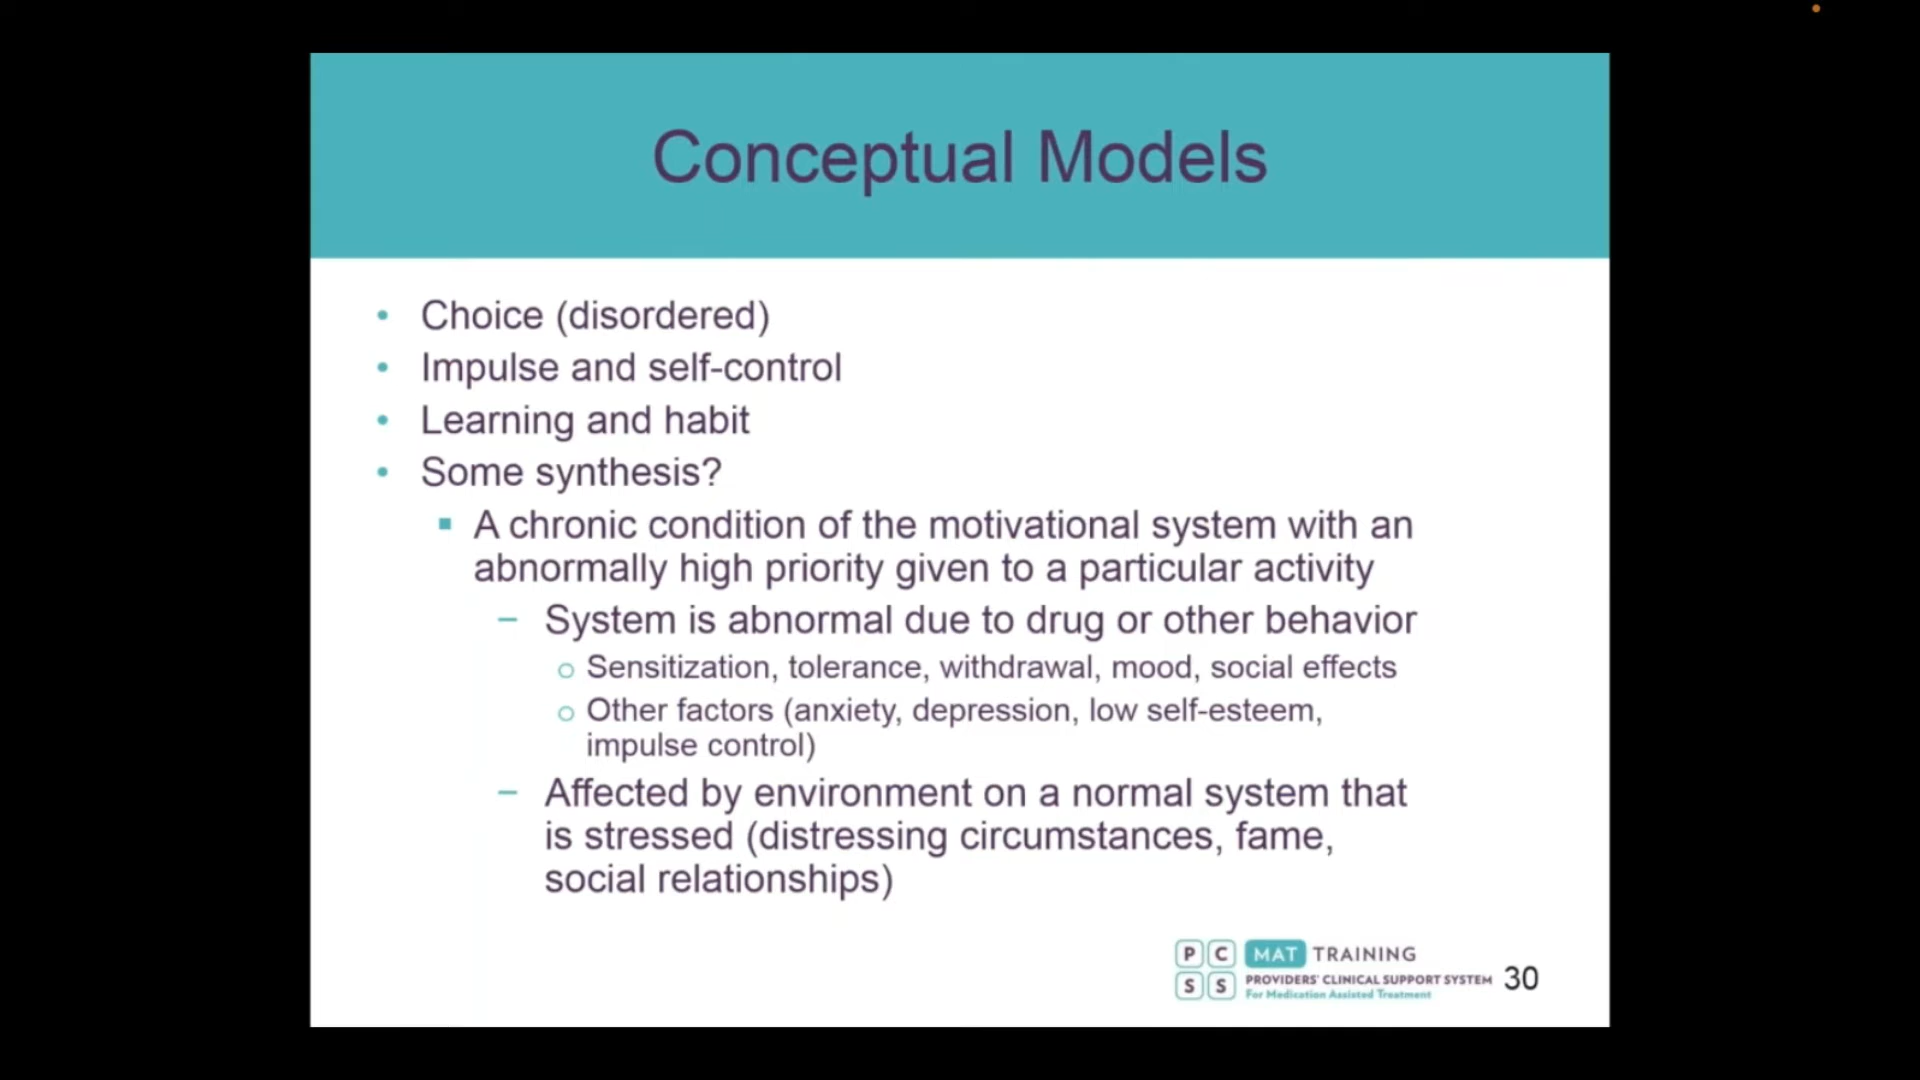 Conceptual Models
• Choice (disordered)
• Impulse and self-control
• Learning and habit
• Some synthesis?
▪ A chronic condition of the motivational system with an
abnormally high priority given to a particular activity
– System is abnormal due to drug or other behavior
o Sensitization, tolerance, withdrawal, mood, social effects
o Other factors (anxiety, depression, low self-esteem,
impulse control)
– Affected by environment on a normal system that
is stressed (distressing circumstances, fame,
social relationships)
P C MAT TRAINING
S S PROVIDERS' CLINICAL SUPPORT SYSTEM
For Medication Assisted Treatment
30